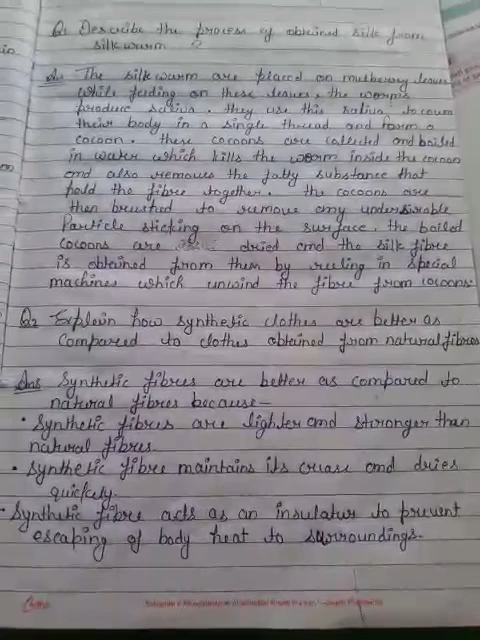 Q1 Describe the process of obtained silk from
silkwurm ?
Ans The silkwurm are placed on mulberry leaves
while feeding on these leaves, the worms
produce saliva. they use this saliva to cover
their body in a single thread and form a
cocoon. these cocoons are collected and boiled
in water which kills the worm inside the cocoon
and also removes the fatty substance that
hold the fibre together. the cocoons are
then brushed to remove any undersirable
Particle sticking on the surface. the boiled
cocoons are dried and the silk fibre
is obtained from them by reeling in special
machines which unwind the fibre from cocoons.
Q2 Explain how synthetic clothes are better as
compared to clothes obtained from natural fibres
Ans Synthetic fibres are better as compared to
natural fibres because—
• Synthetic fibres are lighter and stronger than
natural fibres.
• Synthetic fibre maintains its crease and dries
quickely.
• Synthetic fibre acts as an insulatur to prevent
escaping of body heat to surroundings.